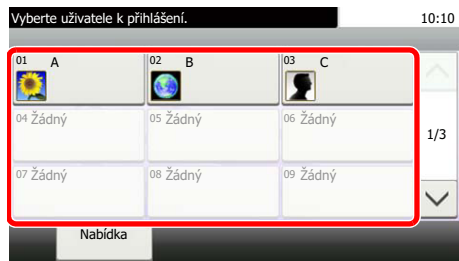 Vyberte uživatele k přihlášení. 10:10
01 A 02 B 03 C
04 Žádný 05 Žádný 06 Žádný
1/3
07 Žádný 08 Žádný 09 Žádný
Nabídka